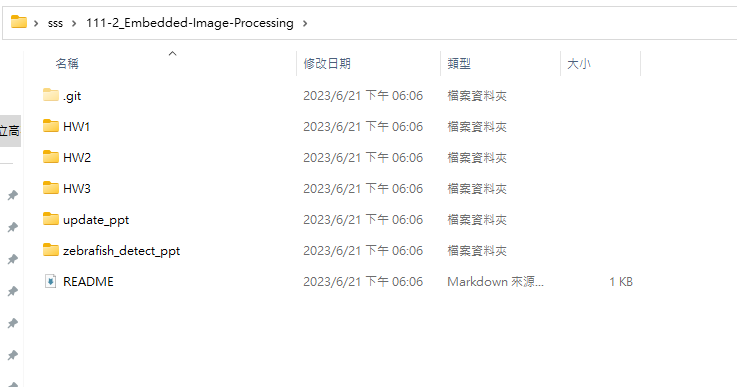 sss > 111-2_Embedded-Image-Processing >
名稱 修改日期 類型 大小
.git 2023/6/21 下午 06:06 檔案資料夾
立高
HW1 2023/6/21 下午 06:06 檔案資料夾
HW2 2023/6/21 下午 06:06 檔案資料夾
HW3 2023/6/21 下午 06:06 檔案資料夾
update_ppt 2023/6/21 下午 06:06 檔案資料夾
zebrafish_detect_ppt 2023/6/21 下午 06:06 檔案資料夾
README 2023/6/21 下午 06:06 Markdown 來源... 1 KB